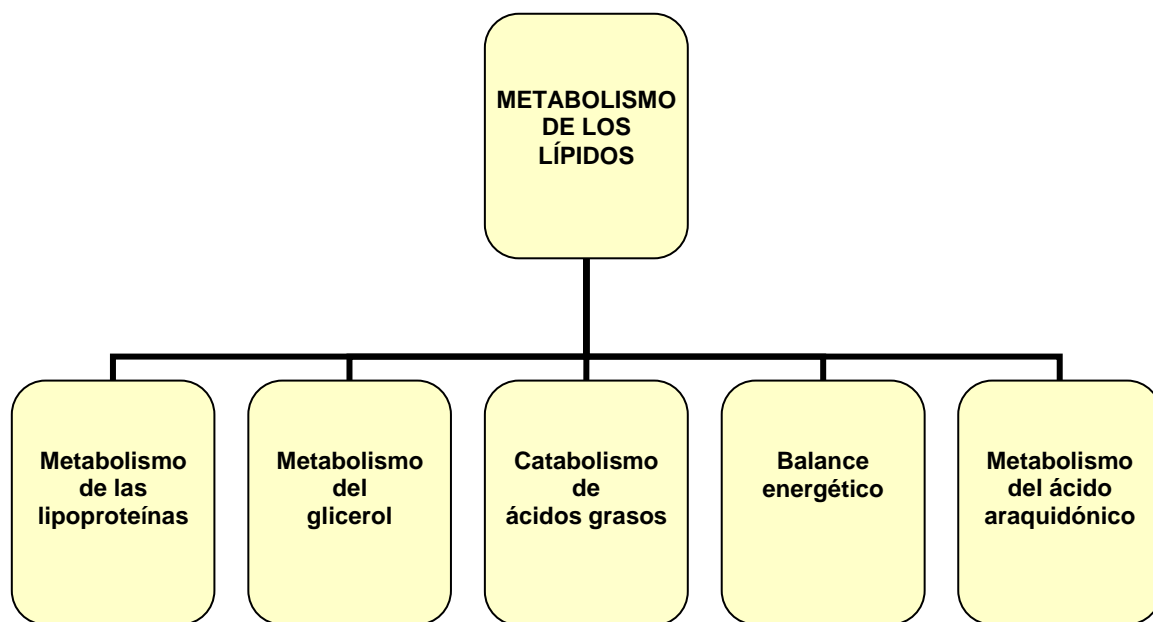 METABOLISMO
DE LOS
LÍPIDOS
Metabolismo
de las
lipoproteínas
Metabolismo
del
glicerol
Catabolismo
de
ácidos grasos
Balance
energético
Metabolismo
del ácido
araquidónico